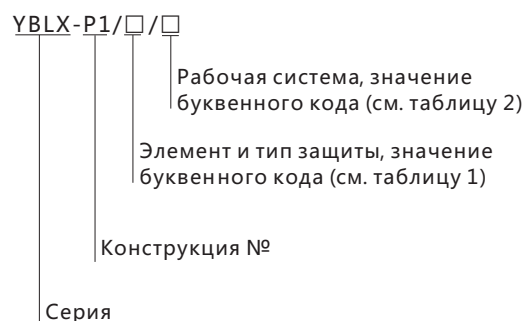 YBLX-P1/□/□
Рабочая система, значение
буквенного кода (см. таблицу 2)
Элемент и тип защиты, значение
буквенного кода (см. таблицу 1)
Конструкция №
Серия